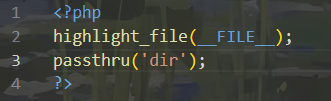 1 <?php
2 highlight_file(__FILE__);
3 passthru('dir');
4 ?>